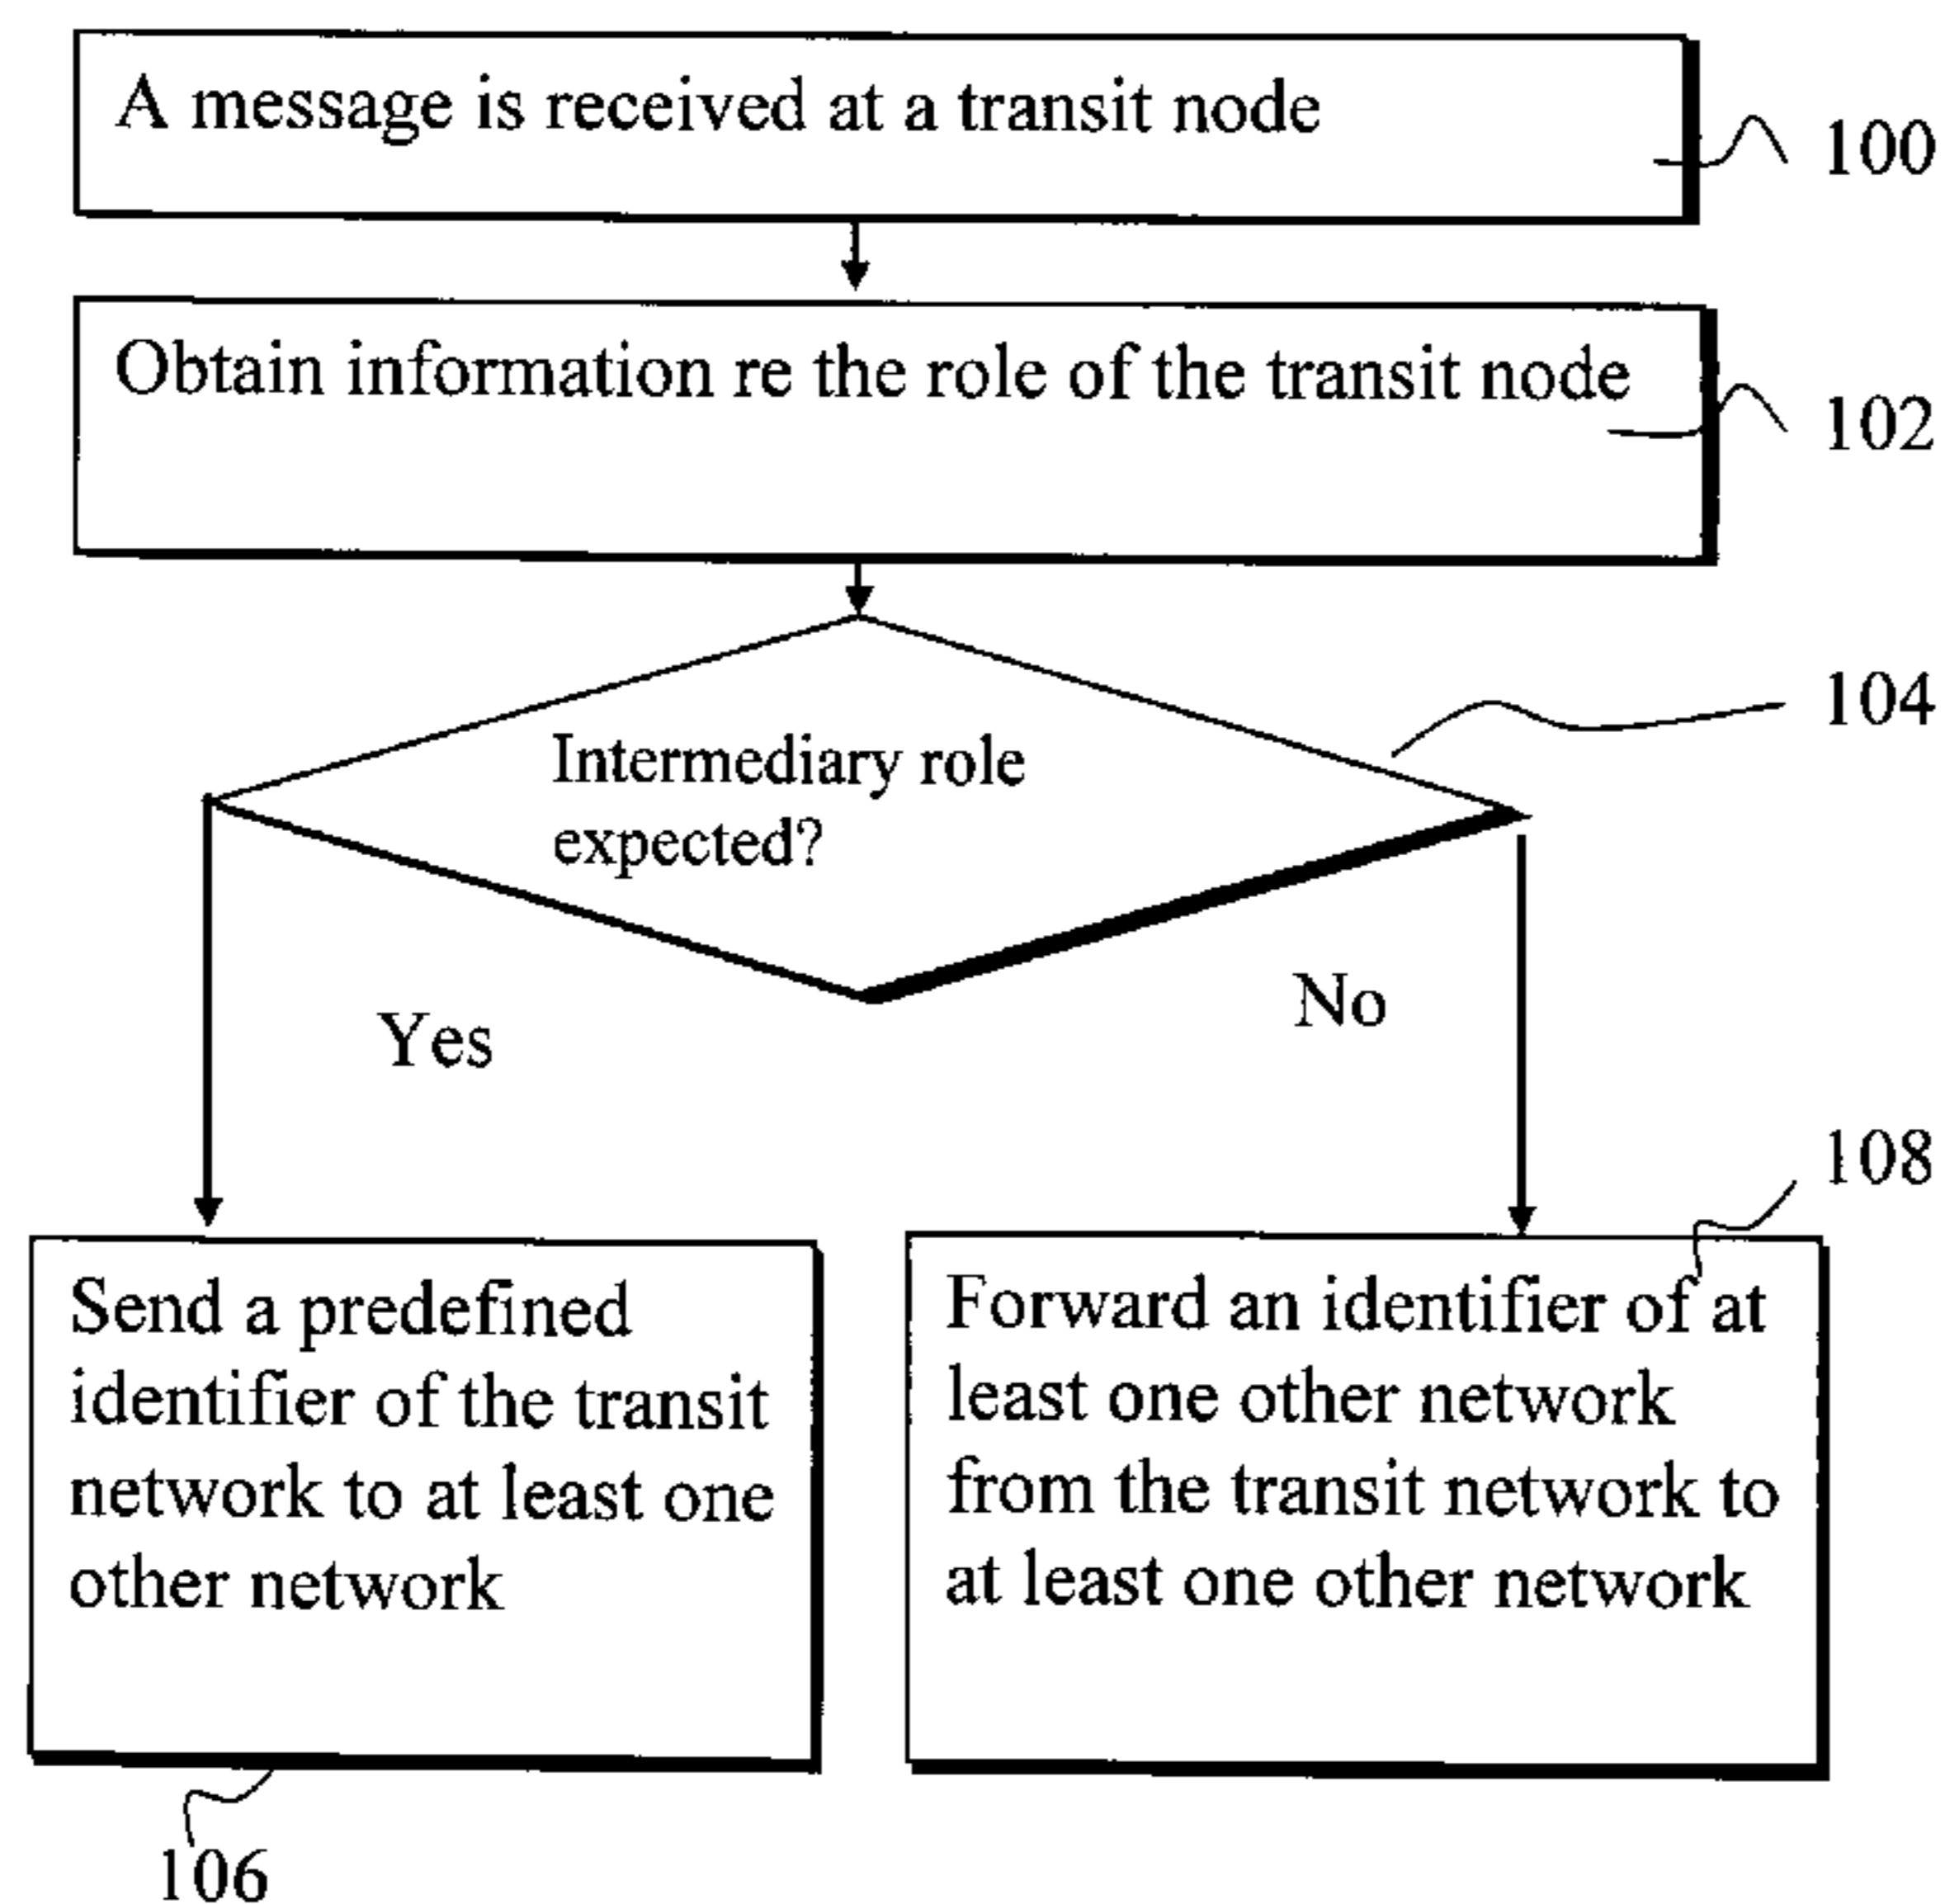 A message is received at a transit node
100
Obtain information re the role of the transit node
102
104
Intermediary role
expected?
Yes
No
108
Send a predefined
identifier of the transit
network to at least one
other network
Forward an identifier of at
least one other network
from the transit network to
at least one other network
106